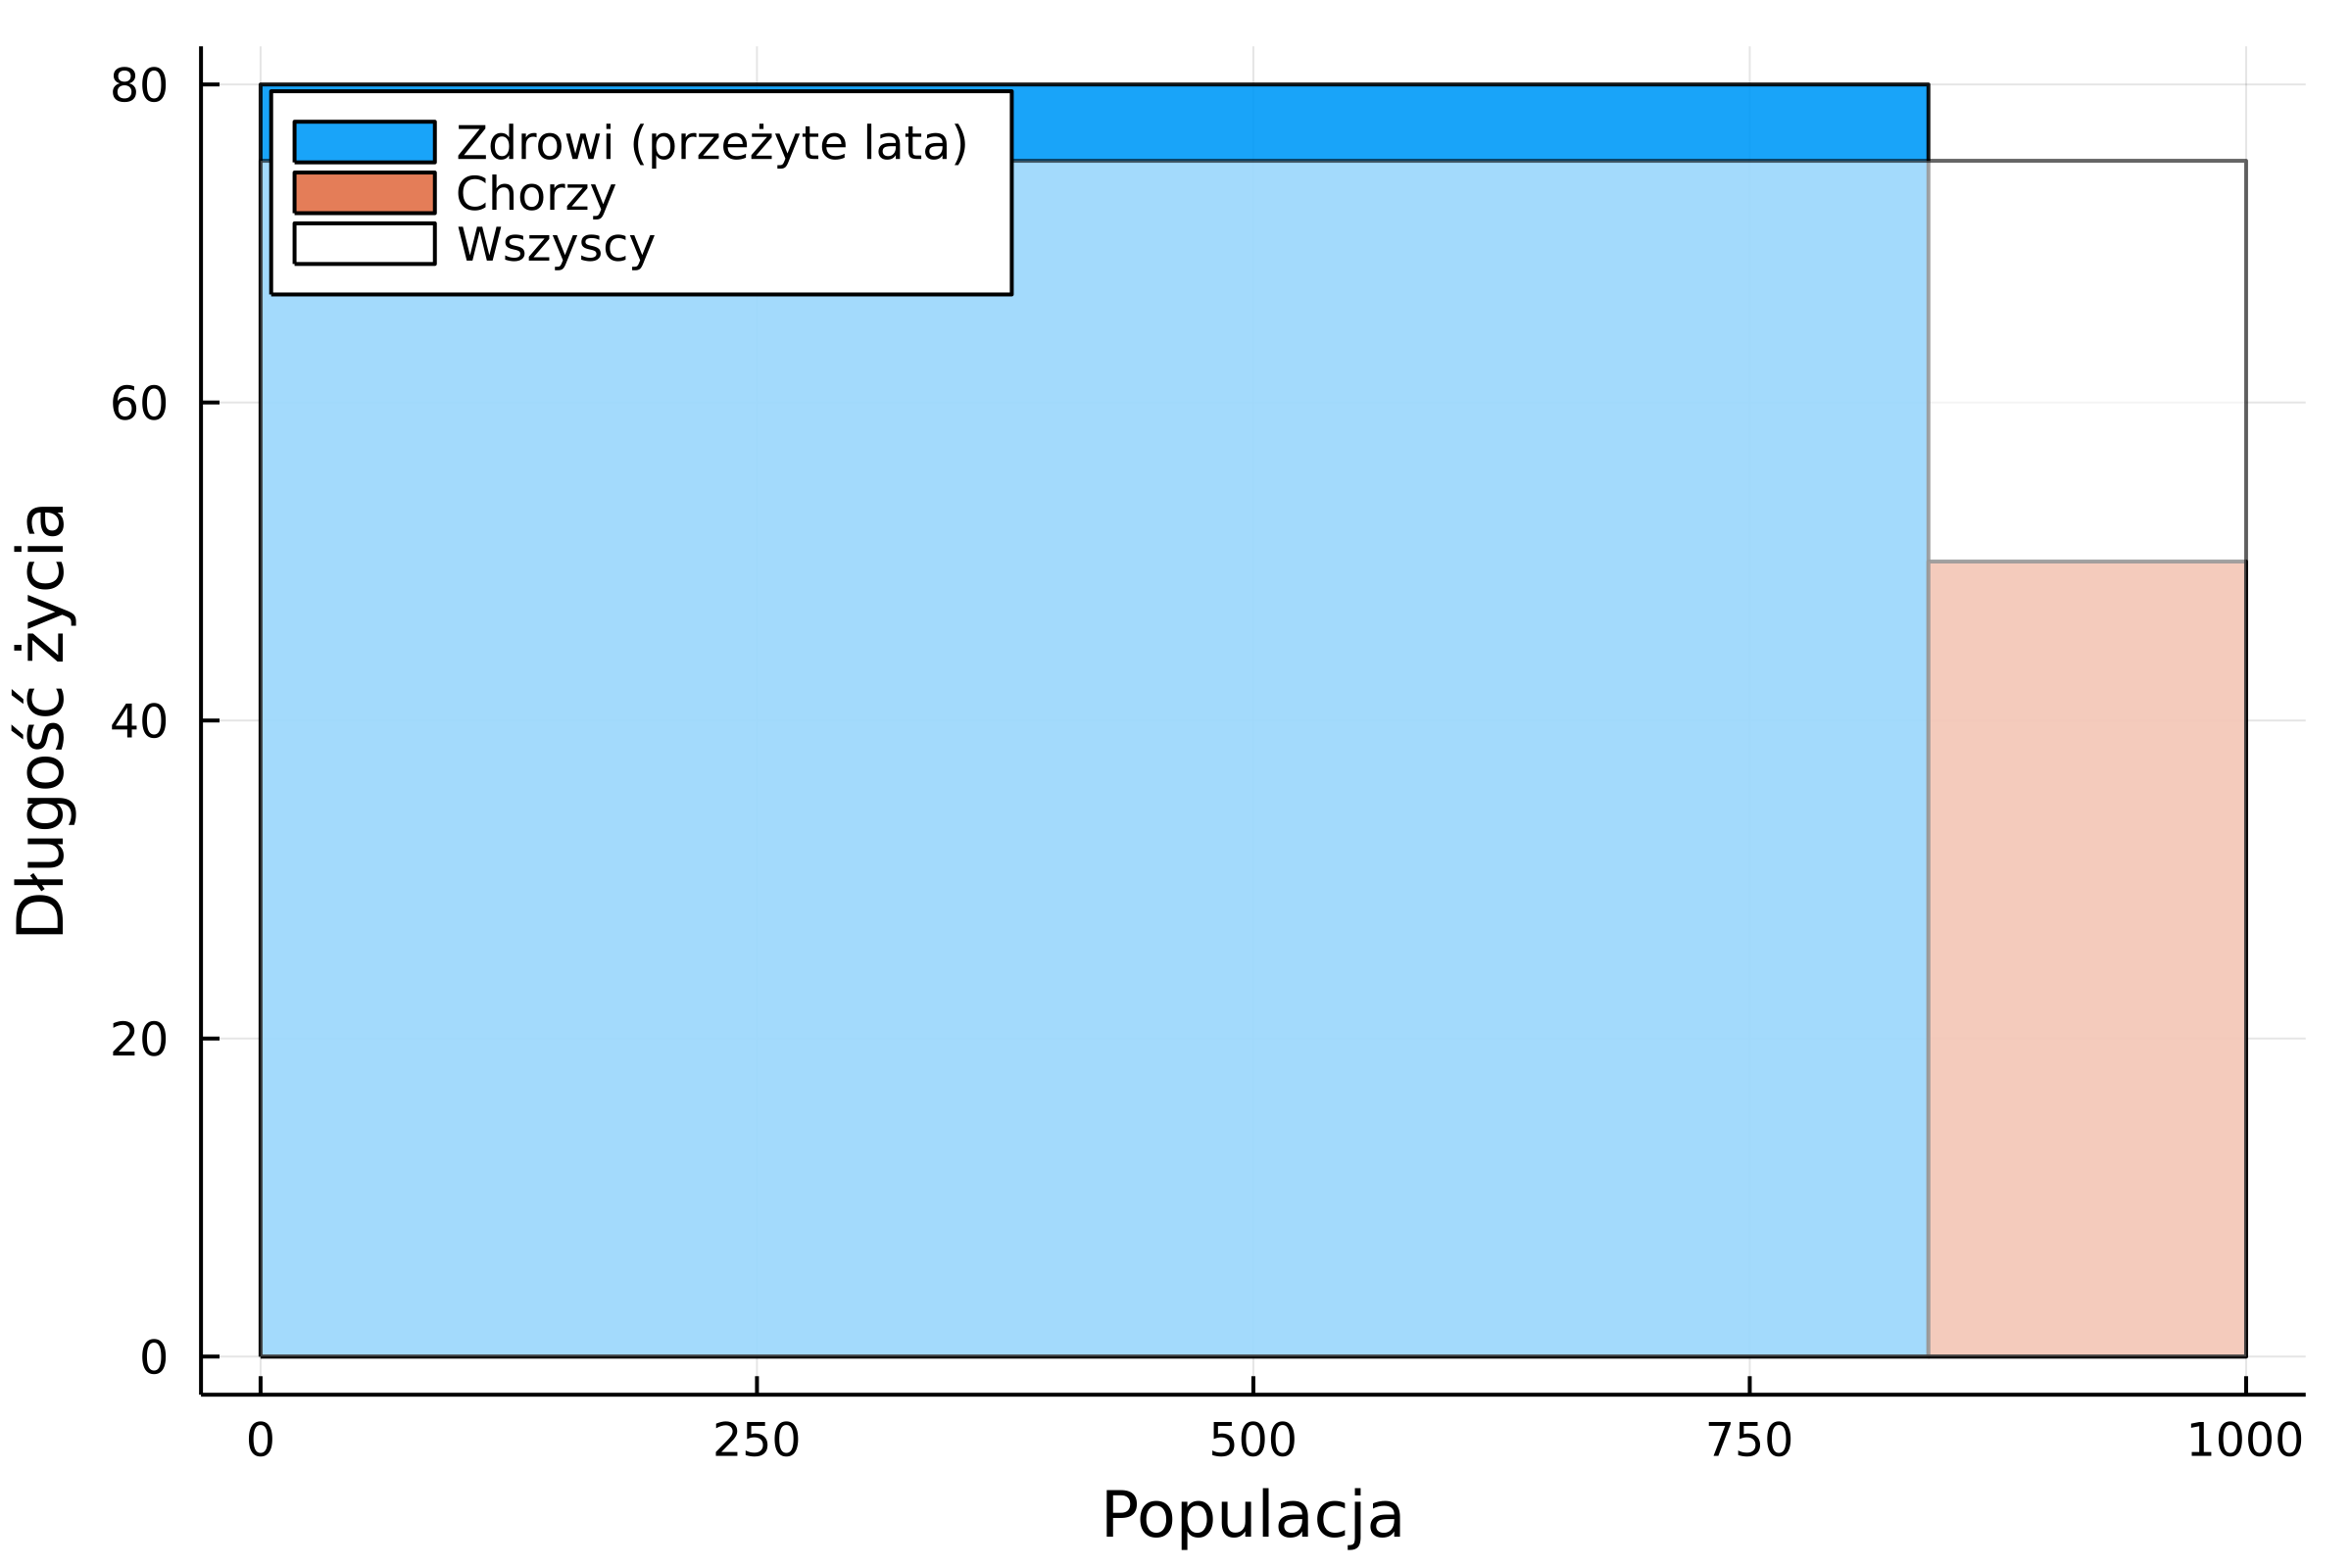 80
60
40
20
0
Długość życia
Zdrowi (przeżyte lata)
Chorzy
Wszyscy
0 250 500 750 1000
Populacja